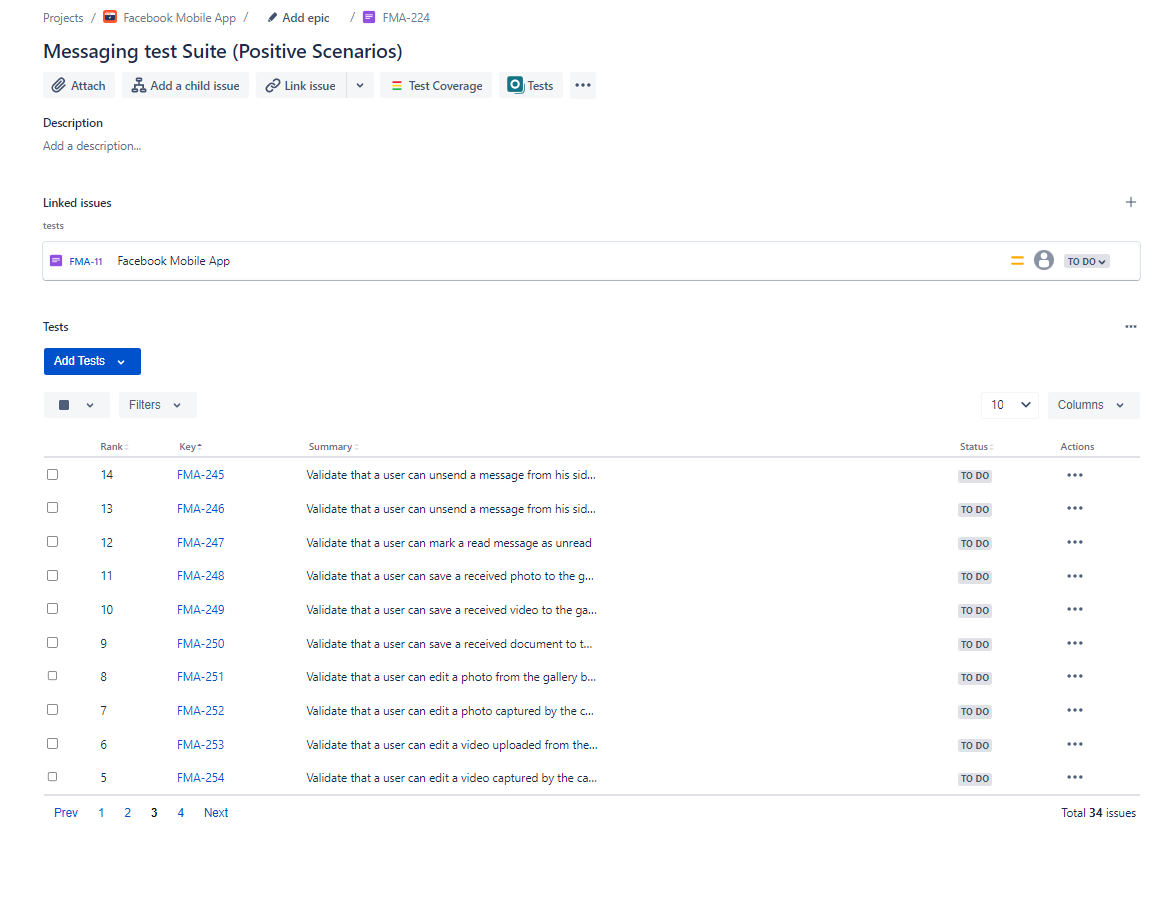 Projects / Facebook Mobile App / Add epic / FMA-224
Messaging test Suite (Positive Scenarios)
Attach Add a child issue Link issue Test Coverage Tests
Description
Add a description...
Linked issues
tests
FMA-11 Facebook Mobile App TO DO
Tests
Add Tests
Filters 10 Columns
Rank Key Summary Status Actions
14 FMA-245 Validate that a user can unsend a message from his sid... TO DO
13 FMA-246 Validate that a user can unsend a message from his sid... TO DO
12 FMA-247 Validate that a user can mark a read message as unread TO DO
11 FMA-248 Validate that a user can save a received photo to the g... TO DO
10 FMA-249 Validate that a user can save a received video to the ga... TO DO
9 FMA-250 Validate that a user can save a received document to t... TO DO
8 FMA-251 Validate that a user can edit a photo from the gallery b... TO DO
7 FMA-252 Validate that a user can edit a photo captured by the c... TO DO
6 FMA-253 Validate that a user can edit a video uploaded from the... TO DO
5 FMA-254 Validate that a user can edit a video captured by the ca... TO DO
Prev 1 2 3 4 Next Total 34 issues